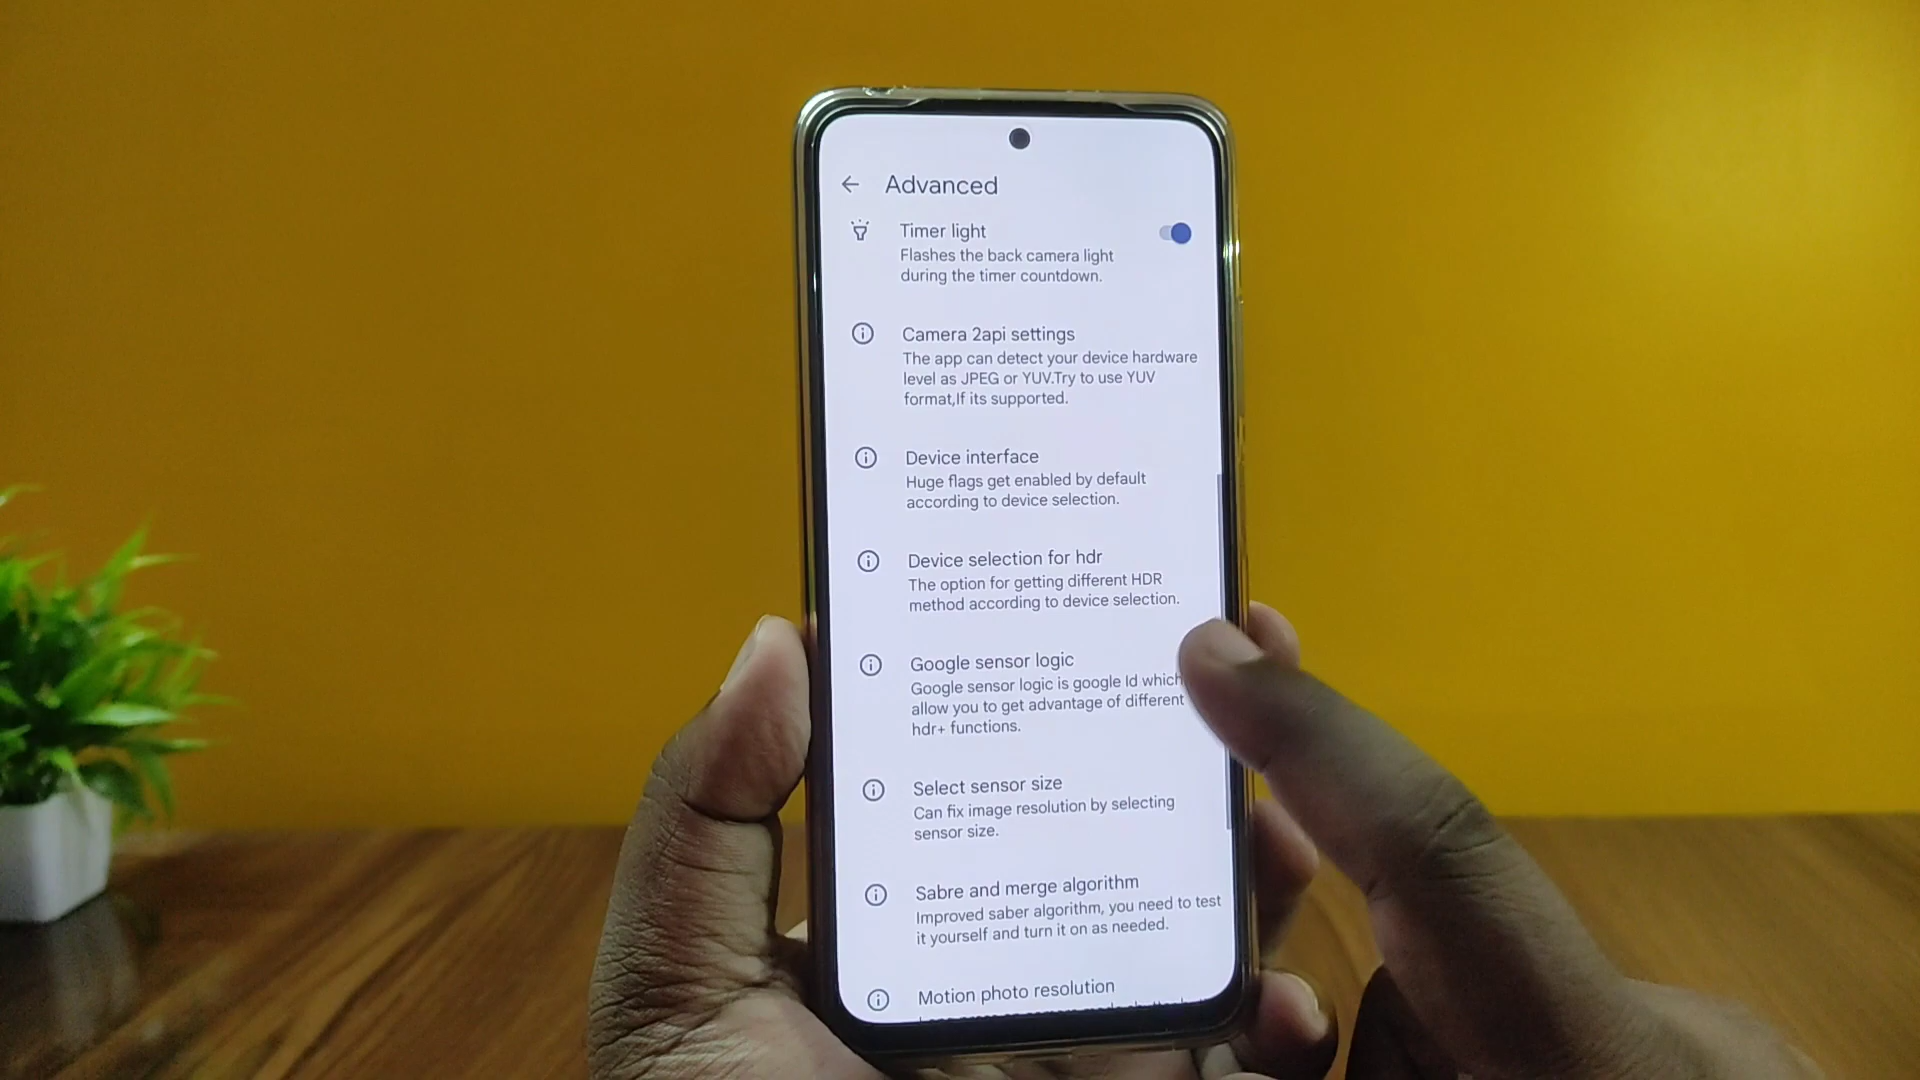 Advanced
Timer light
Flashes the back camera light
during the timer countdown.
Camera 2api settings
The app can detect your device hardware
level as JPEG or YUV.Try to use YUV
format,If its supported.
Device interface
Huge flags get enabled by default
according to device selection.
Device selection for hdr
The option for getting different HDR
method according to device selection.
Google sensor logic
Google sensor logic is google Id which
allow you to get advantage of different
hdr+ functions.
Select sensor size
Can fix image resolution by selecting
sensor size.
Sabre and merge algorithm
Improved saber algorithm, you need to test
it yourself and turn it on as needed.
Motion photo resolution